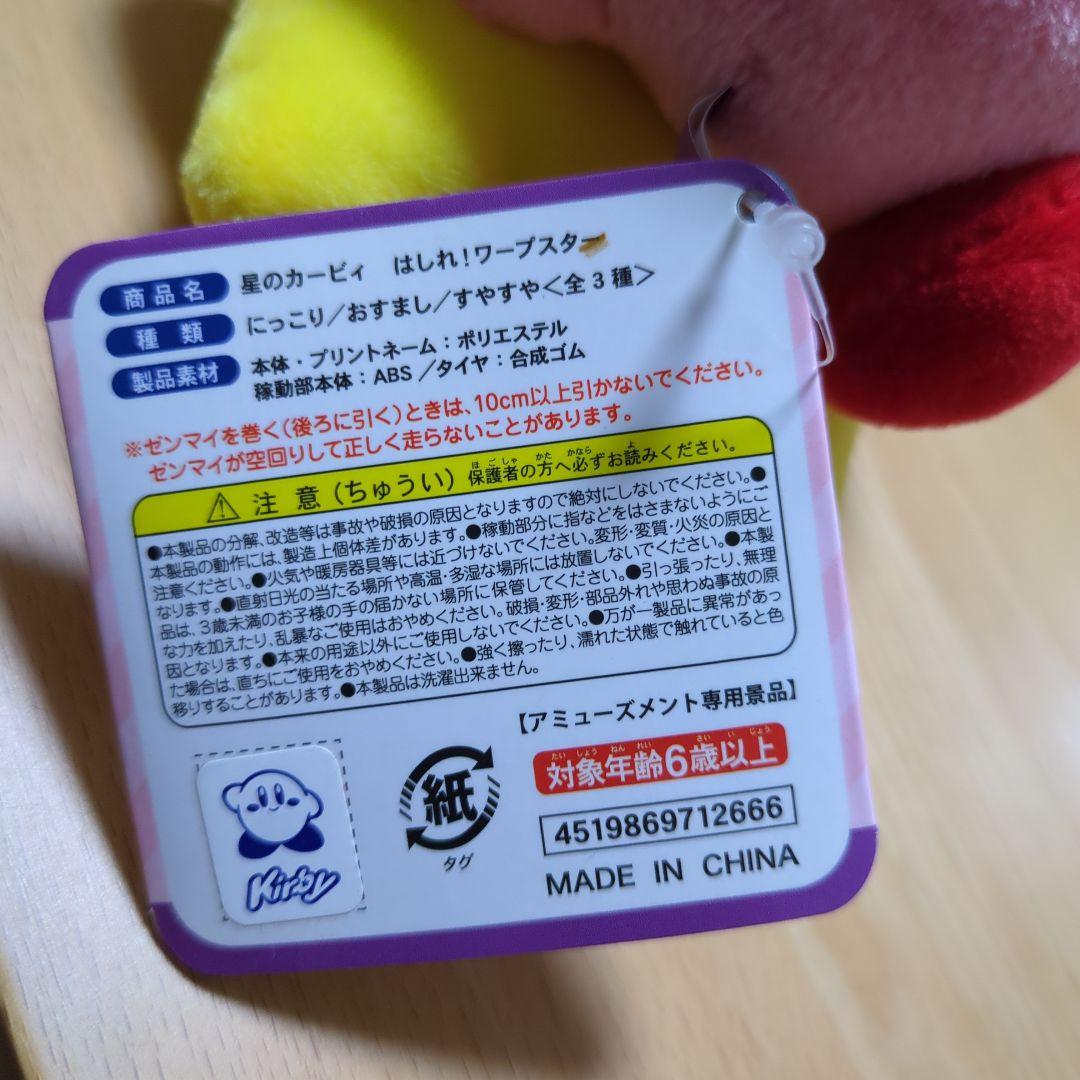 商品名 星のカービィ はしれ！ワープスター
種類 にっこり／おすまし／すやすや＜全3種＞
製品素材 本体・プリントネーム：ポリエステル
稼動部本体：ABS／タイヤ：合成ゴム
※ゼンマイを巻く（後ろに引く）ときは、10cm以上引かないでください。
ゼンマイが空回りして正しく走らないことがあります。
注意（ちゅうい）保護者の方へ必ずお読みください。
●本製品の分解、改造等は事故や破損の原因となりますので絶対にしないでください。●
本製品の動作には、製造上個体差があります。●稼動部分に指などをはさまないようにご
注意ください。●火気や暖房器具等には近づけないでください。変形・変質・火災の原因と
なります。●直射日光の当たる場所や高温・多湿な場所には放置しないでください。●本製
品は、3歳未満のお子様の手の届かない場所に保管してください。●引っ張ったり、無理
な力を加えたり、乱暴なご使用はおやめください。破損・変形・部品外れや思わぬ事故の原
因となります。●本来の用途以外にご使用しないでください。●万が一製品に異常があっ
た場合は、直ちにご使用をおやめください。●強く擦ったり、濡れた状態で触れていると色
移りすることがあります。●本製品は洗濯出来ません。
【アミューズメント専用景品】
対象年齢6歳以上
紙
タグ
4519869712666
MADE IN CHINA
Kirby